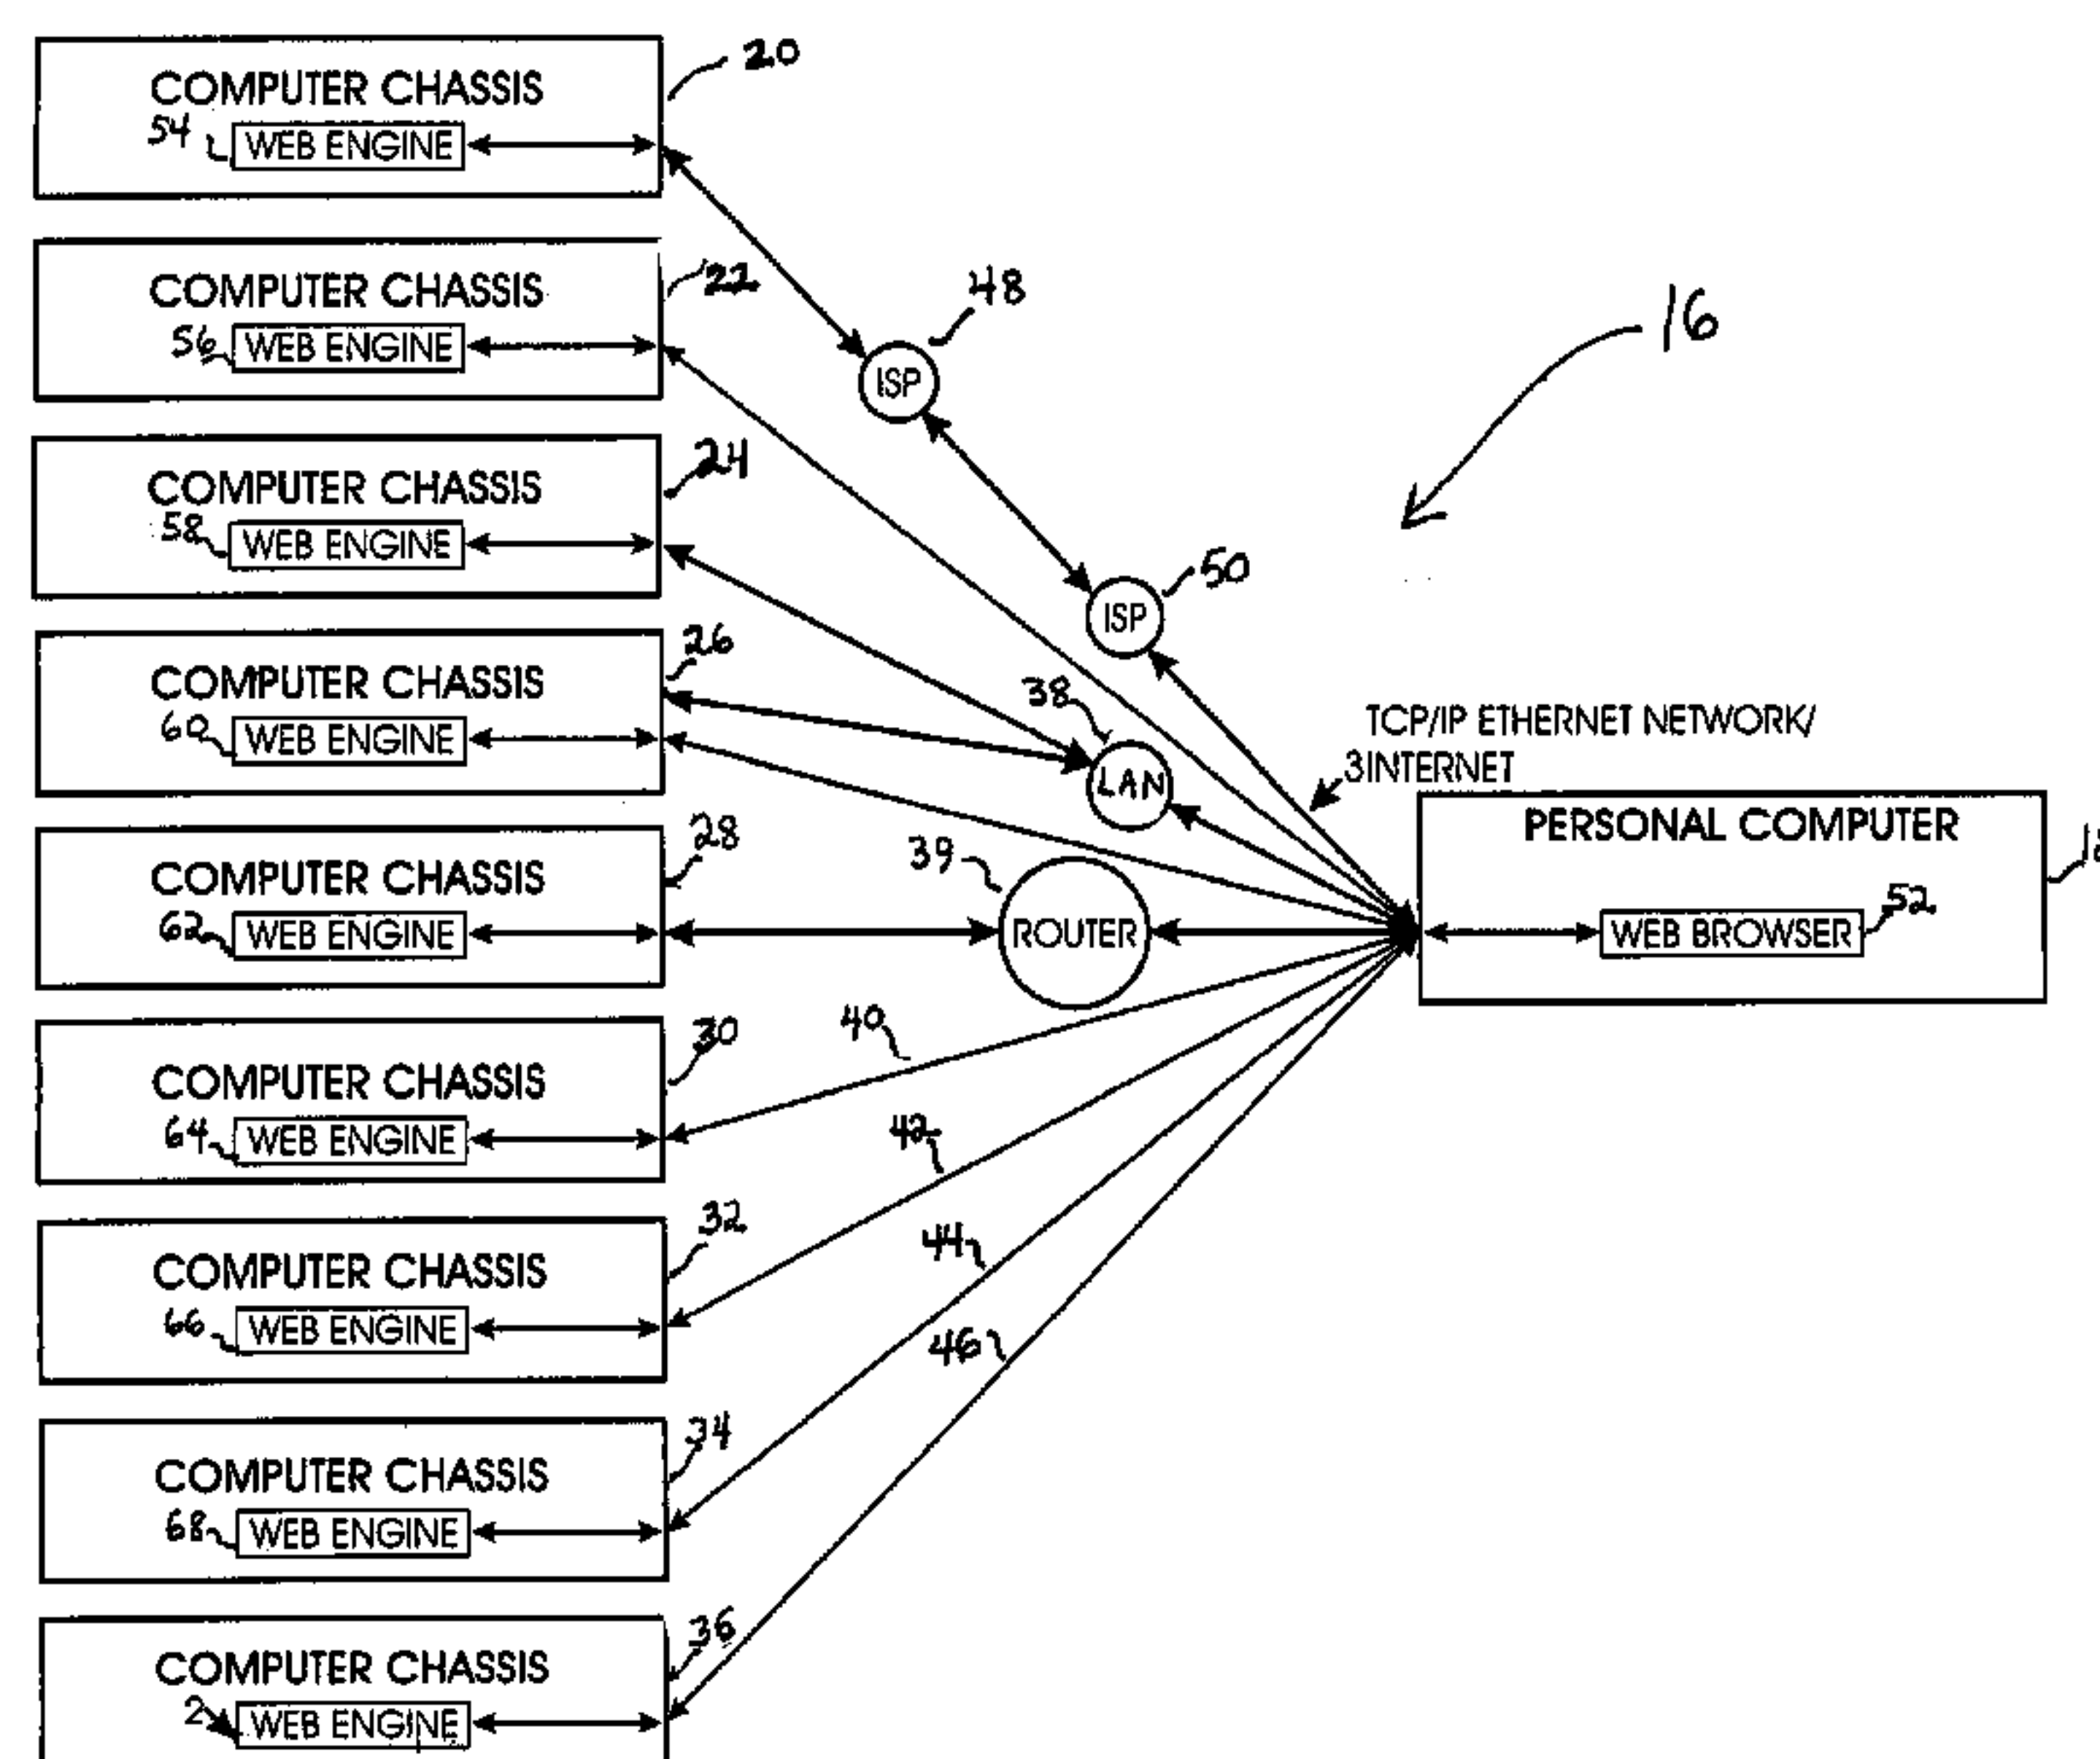 COMPUTER CHASSIS
20
54 WEB ENGINE
COMPUTER CHASSIS
22
56 WEB ENGINE
48
ISP
16
COMPUTER CHASSIS
24
58 WEB ENGINE
50
ISP
COMPUTER CHASSIS
26
60 WEB ENGINE
38
LAN
TCP/IP ETHERNET NETWORK/
3INTERNET
PERSONAL COMPUTER
WEB BROWSER 52
COMPUTER CHASSIS
28
62 WEB ENGINE
39
ROUTER
COMPUTER CHASSIS
30
64 WEB ENGINE
40
COMPUTER CHASSIS
32
66 WEB ENGINE
42
COMPUTER CHASSIS
34
68 WEB ENGINE
44
COMPUTER CHASSIS
36
2 WEB ENGINE
46